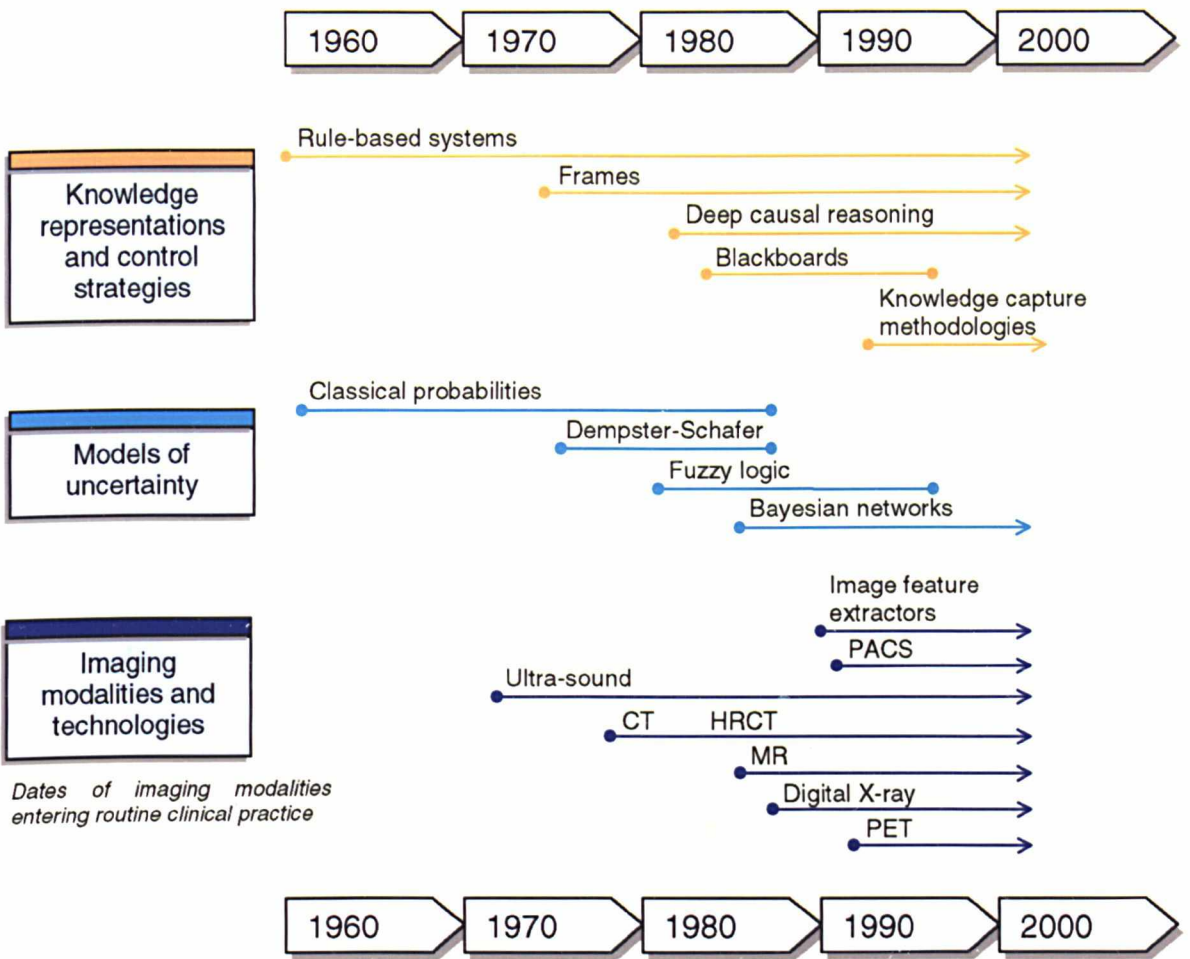 1960 1970 1980 1990 2000
Rule-based systems
Frames
Deep causal reasoning
Blackboards
Knowledge capture
methodologies
Knowledge
representations
and control
strategies
Classical probabilities
Dempster-Schafer
Fuzzy logic
Bayesian networks
Models of
uncertainty
Image feature
extractors
PACS
Ultra-sound
CT HRCT
MR
Digital X-ray
PET
Imaging
modalities and
technologies
Dates of imaging modalities
entering routine clinical practice
1960 1970 1980 1990 2000